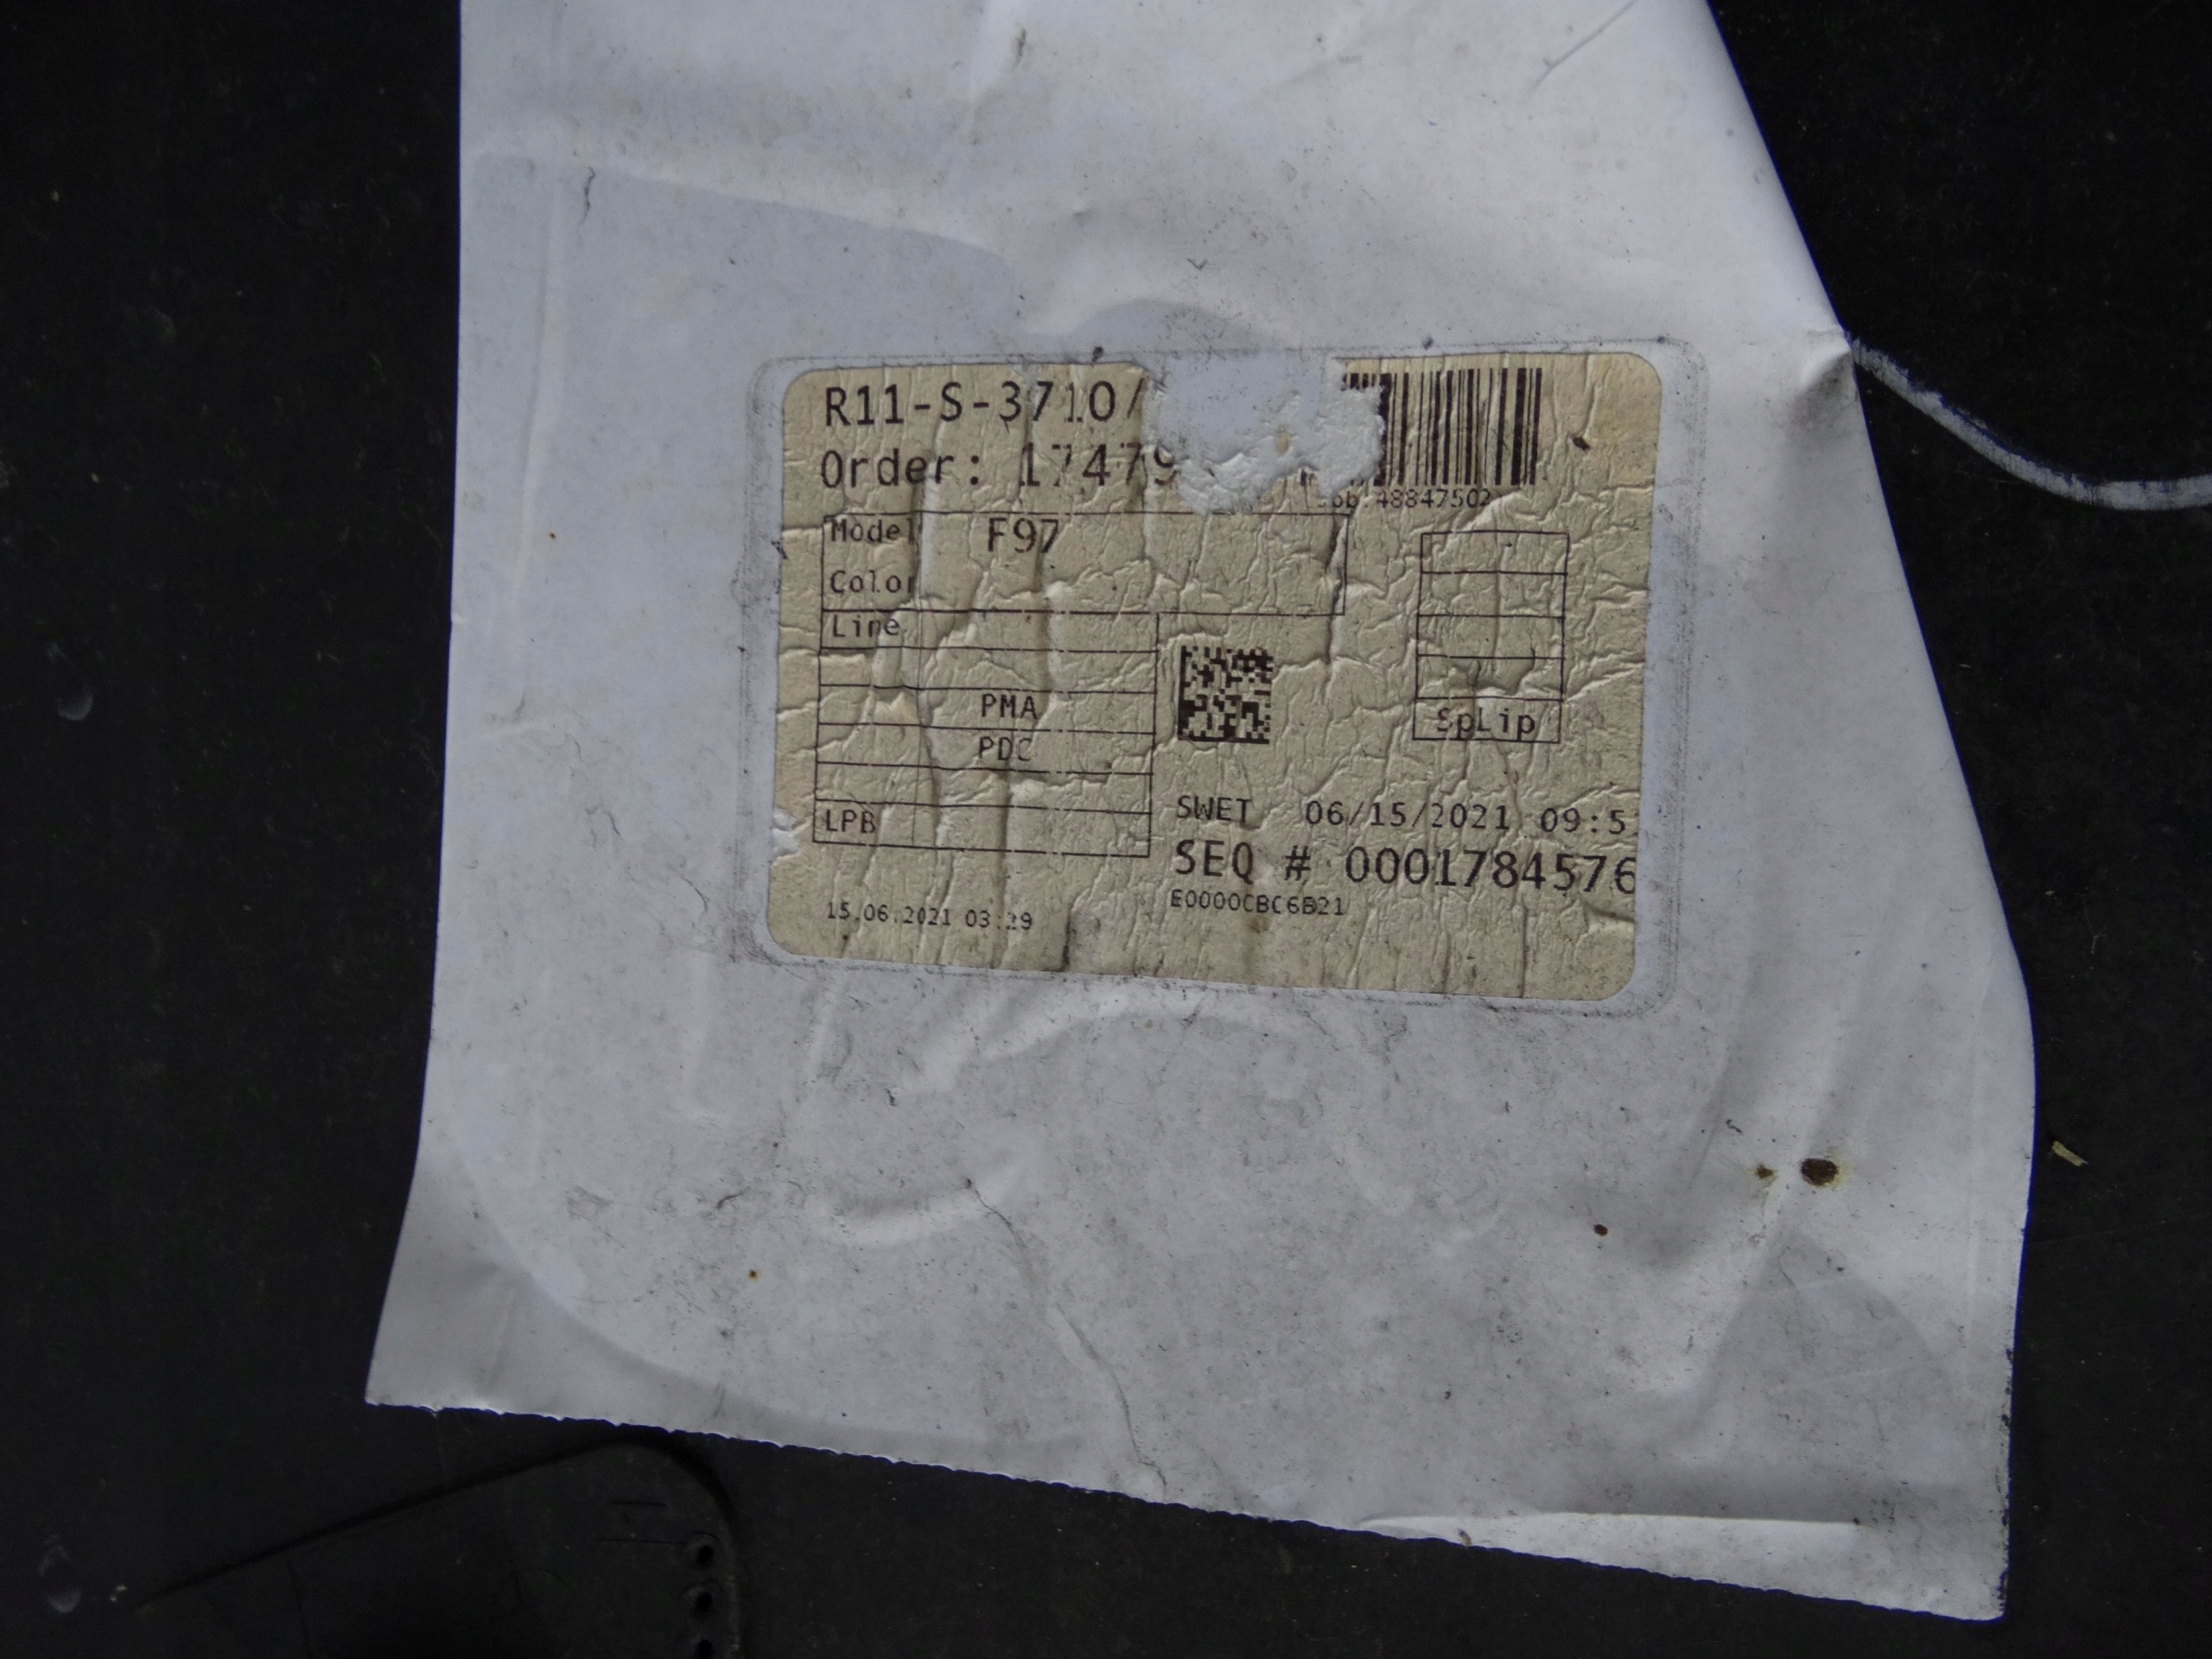 R11-S-3710/
Order: 17479
48847502
Model F97
Color
Line
PMA
PDC
SpLip
LPB
SWET 06/15/2021 09:5
SEQ # 0001784576
E0000CBC6B21
15.06.2021 03:29